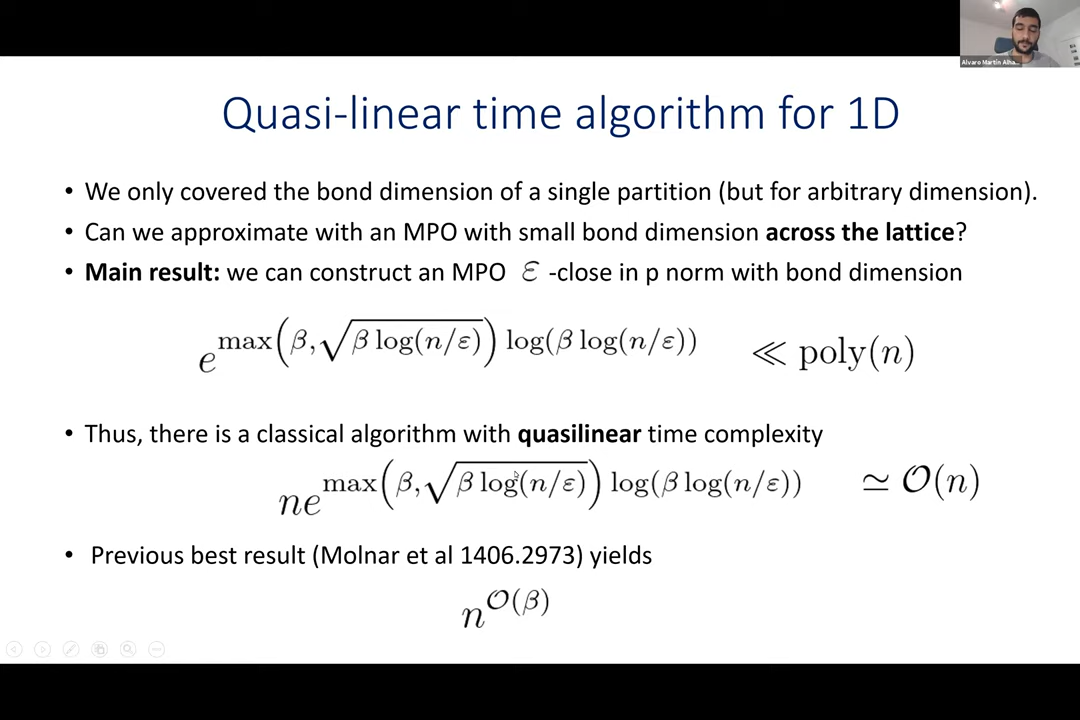 Alvaro Martin Alha...
Quasi-linear time algorithm for 1D
• We only covered the bond dimension of a single partition (but for arbitrary dimension).
• Can we approximate with an MPO with small bond dimension across the lattice?
• Main result: we can construct an MPO ε -close in p norm with bond dimension
e^{max(β,√(β log(n/ε))) log(β log(n/ε))} ≪ poly(n)
• Thus, there is a classical algorithm with quasilinear time complexity
ne^{max(β,√(β log(n/ε))) log(β log(n/ε))} ≃ O(n)
• Previous best result (Molnar et al 1406.2973) yields
n^{O(β)}